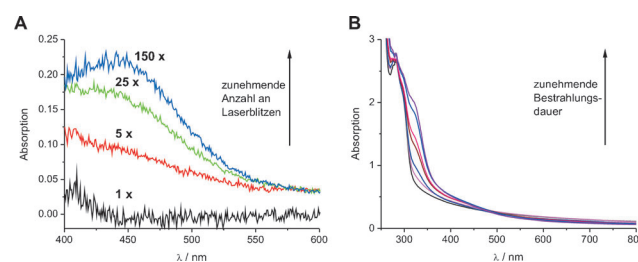 A
0.25
0.20
0.15
0.10
0.05
0.00
Absorption
150 x
25 x
5 x
1 x
zunehmende
Anzahl an
Laserblitzen
400 450 500 550 600
λ / nm
B
3
2
1
0
Absorption
zunehmende
Bestrahlungs-
dauer
300 400 500 600 700 800
λ / nm